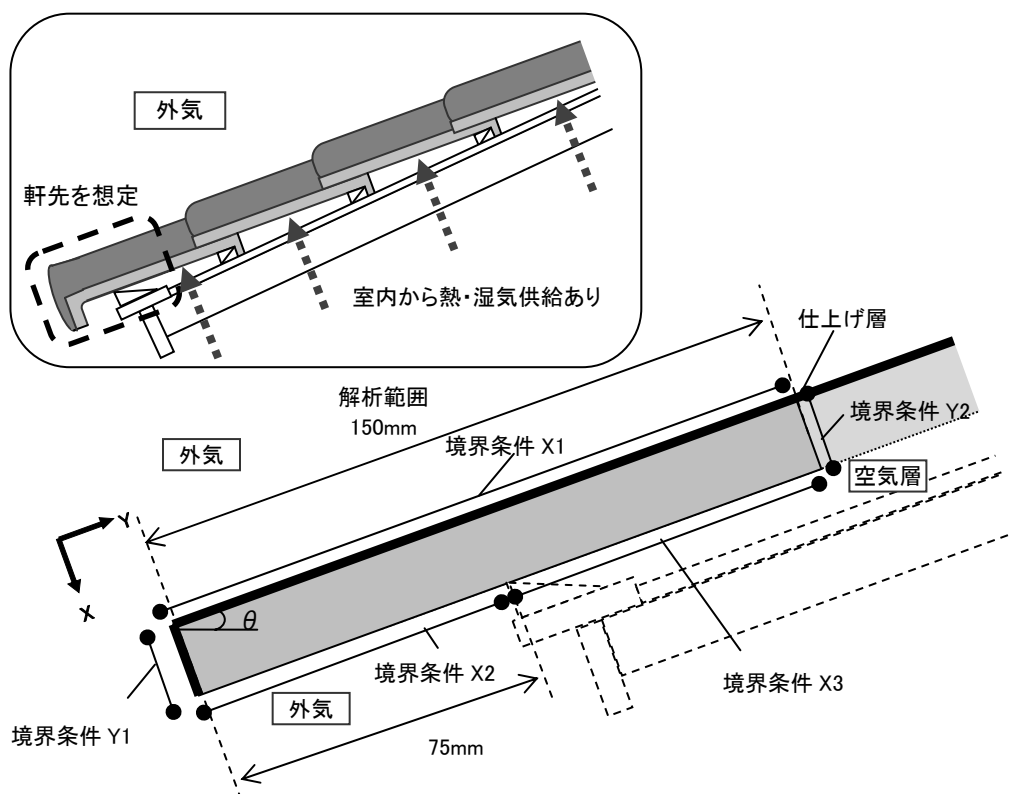 外気
軒先を想定
室内から熱・湿気供給あり
仕上げ層
解析範囲
150mm
境界条件 Y2
外気
境界条件 X1
空気層
Y
X
θ
境界条件 X2
境界条件 X3
外気
境界条件 Y1
75mm